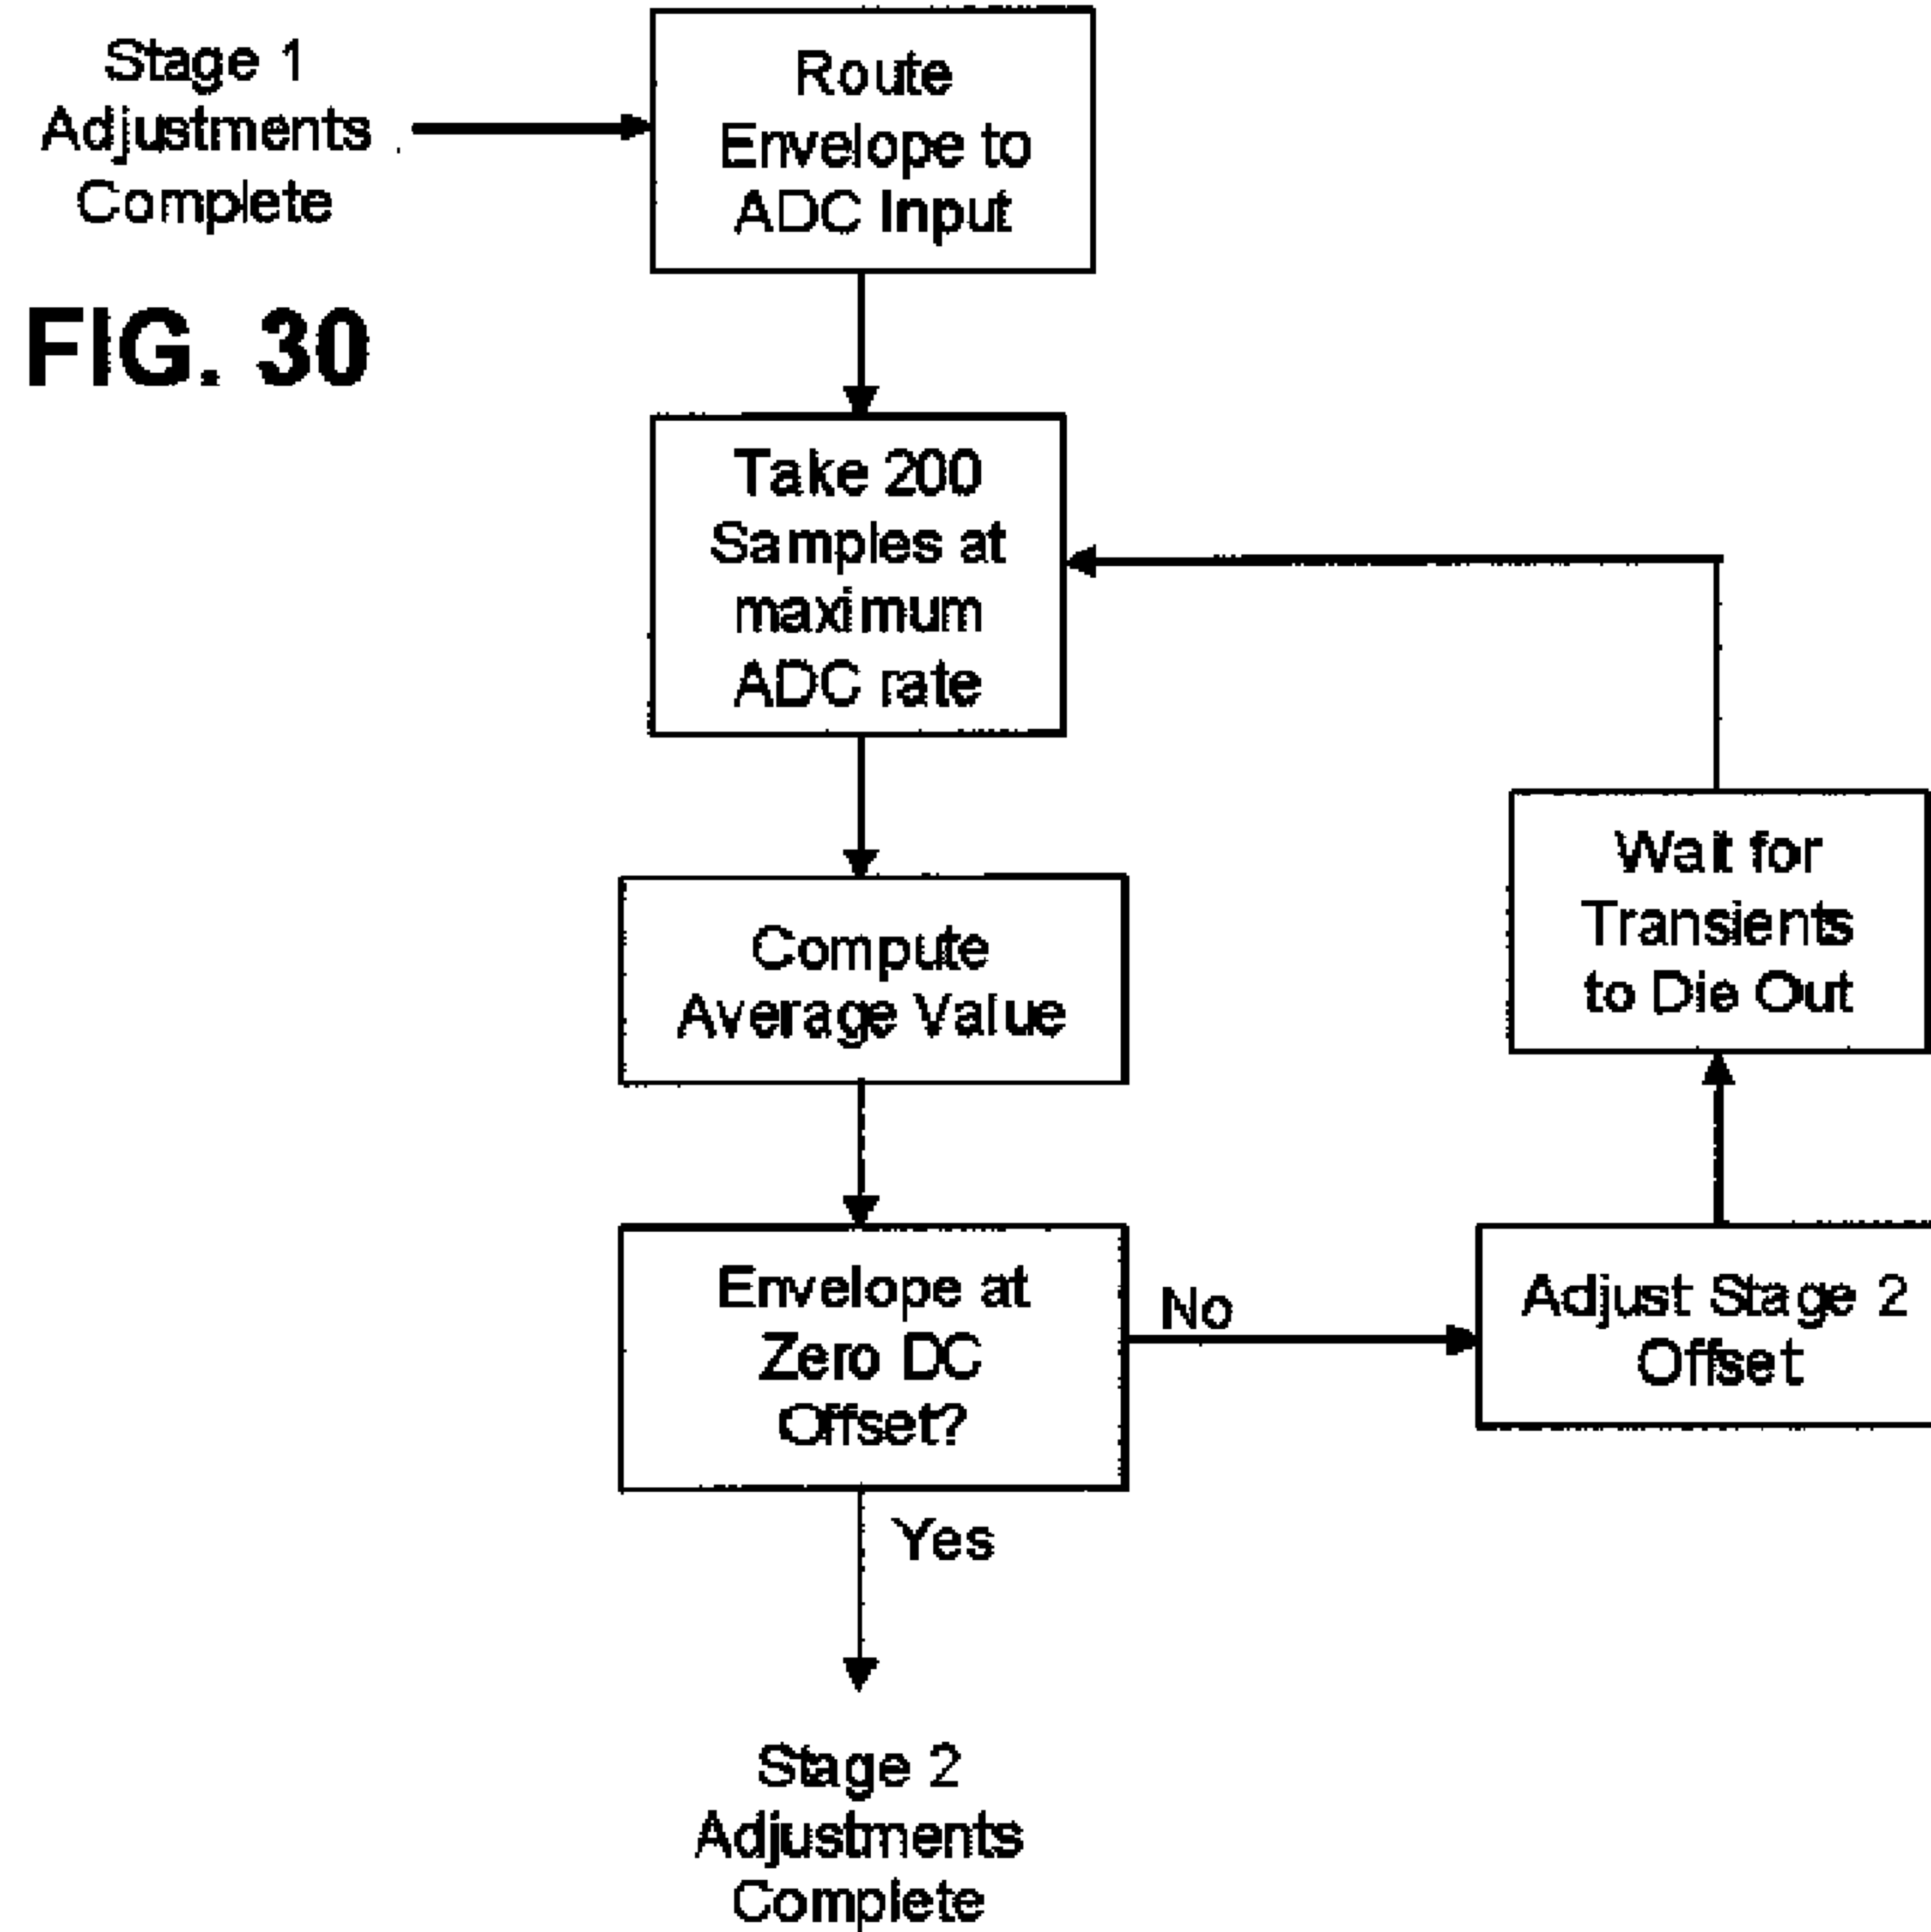 Stage 1
Adjustments
Complete
Route
Envelope to
ADC Input
FIG. 30
Take 200
Samples at
maximum
ADC rate
Wait for
Transients
to Die Out
Compute
Average Value
Envelope at
Zero DC
Offset?
No
Adjust Stage 2
Offset
Yes
Stage 2
Adjustments
Complete